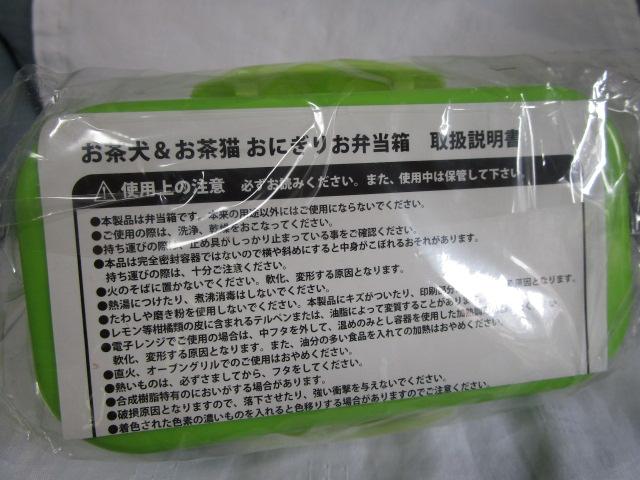 お茶犬&お茶猫 おにぎりお弁当箱 取扱説明書
⚠ 使用上の注意 必ずお読みください。また、使用中は保管して下さい。
●本製品は弁当箱です。本来の用途以外にはご使用にならないでください。
●ご使用の際は、洗浄、乾燥をおこなってください。
●持ち運びの際は、止め具がしっかり止まっている事をご確認ください。
●本品は完全密封容器ではないので横や斜めにすると中身がこぼれるおそれがあります。
持ち運びの際は、十分ご注意ください。
●火のそばに置かないでください。軟化、変形する原因となります。
●熱湯につけたり、煮沸消毒はしないでください。
●たわしや磨き粉を使用しないでください。本製品にキズがついたり、印刷部分 原因となります。
●レモン等柑橘類の皮に含まれるテルペンまたは、油脂によって変質することがあります。
●電子レンジでご使用の場合は、中フタを外して、温めのみとし容器を使用した加熱調
軟化、変形する原因となります。また、油分の多い食品を入れての加熱はおやめください。
●直火、オーブングリルでのご使用はおやめください。
●熱いものは、必ずさましてから、フタをしてください。
●合成樹脂特有のにおいがする場合があります。
●破損原因となりますので、落下させたり、強い衝撃を与えないでください。
●着色された色素の濃いものを入れると色移りする場合がありますのでご注意ください。